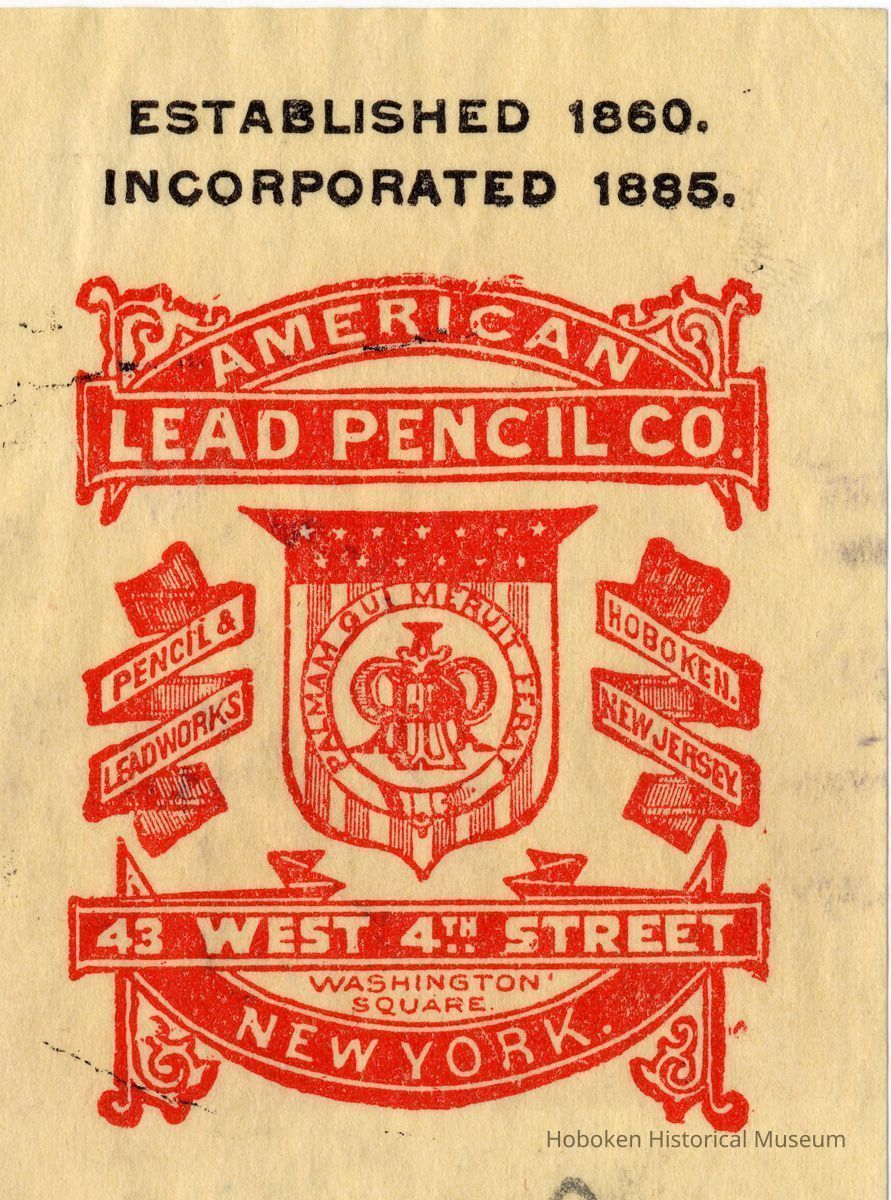 ESTABLISHED 1860.
INCORPORATED 1885.
AMERICAN
LEAD PENCIL CO.
PALMAM QUI MERUIT FERAT
PENCIL &
LEADWORKS
HOBOKEN.
NEW JERSEY
43 WEST 4TH STREET
WASHINGTON
SQUARE.
NEW YORK.
Hoboken Historical Museum